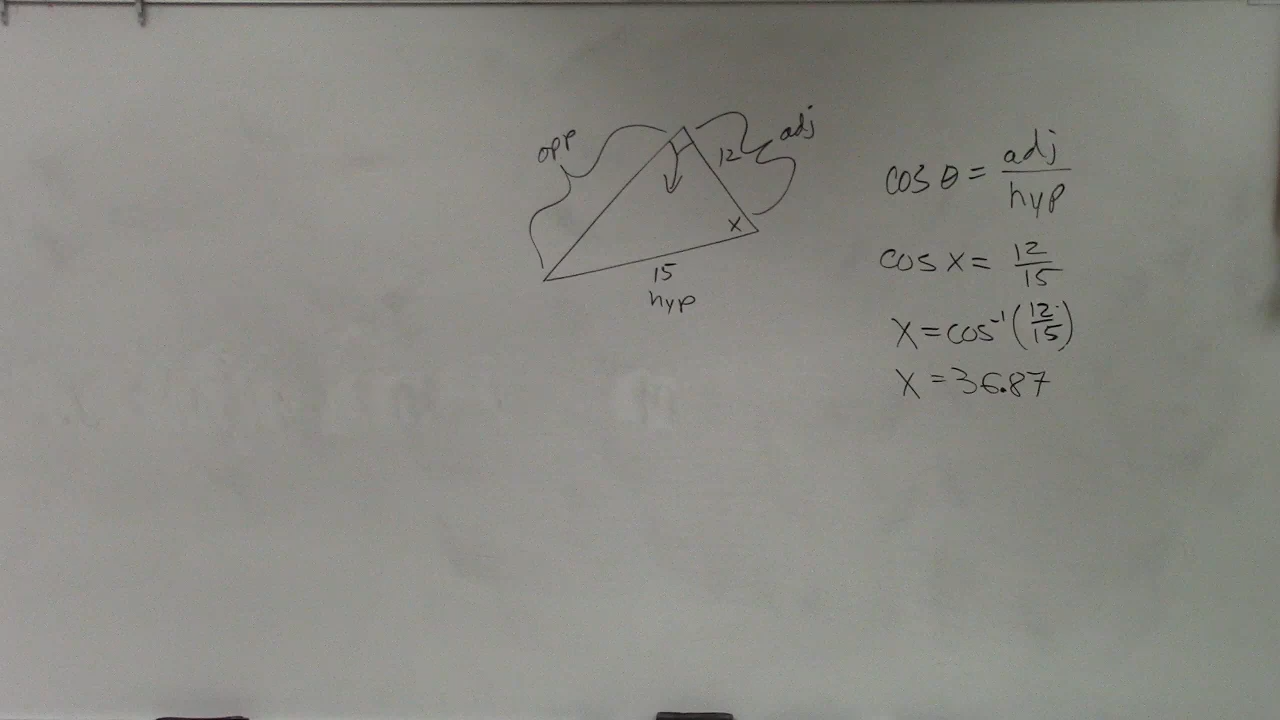 opp
adj
12
x
15
hyp
cos θ = adj/hyp
cos x = 12/15
x = cos⁻¹(12/15)
x = 36.87